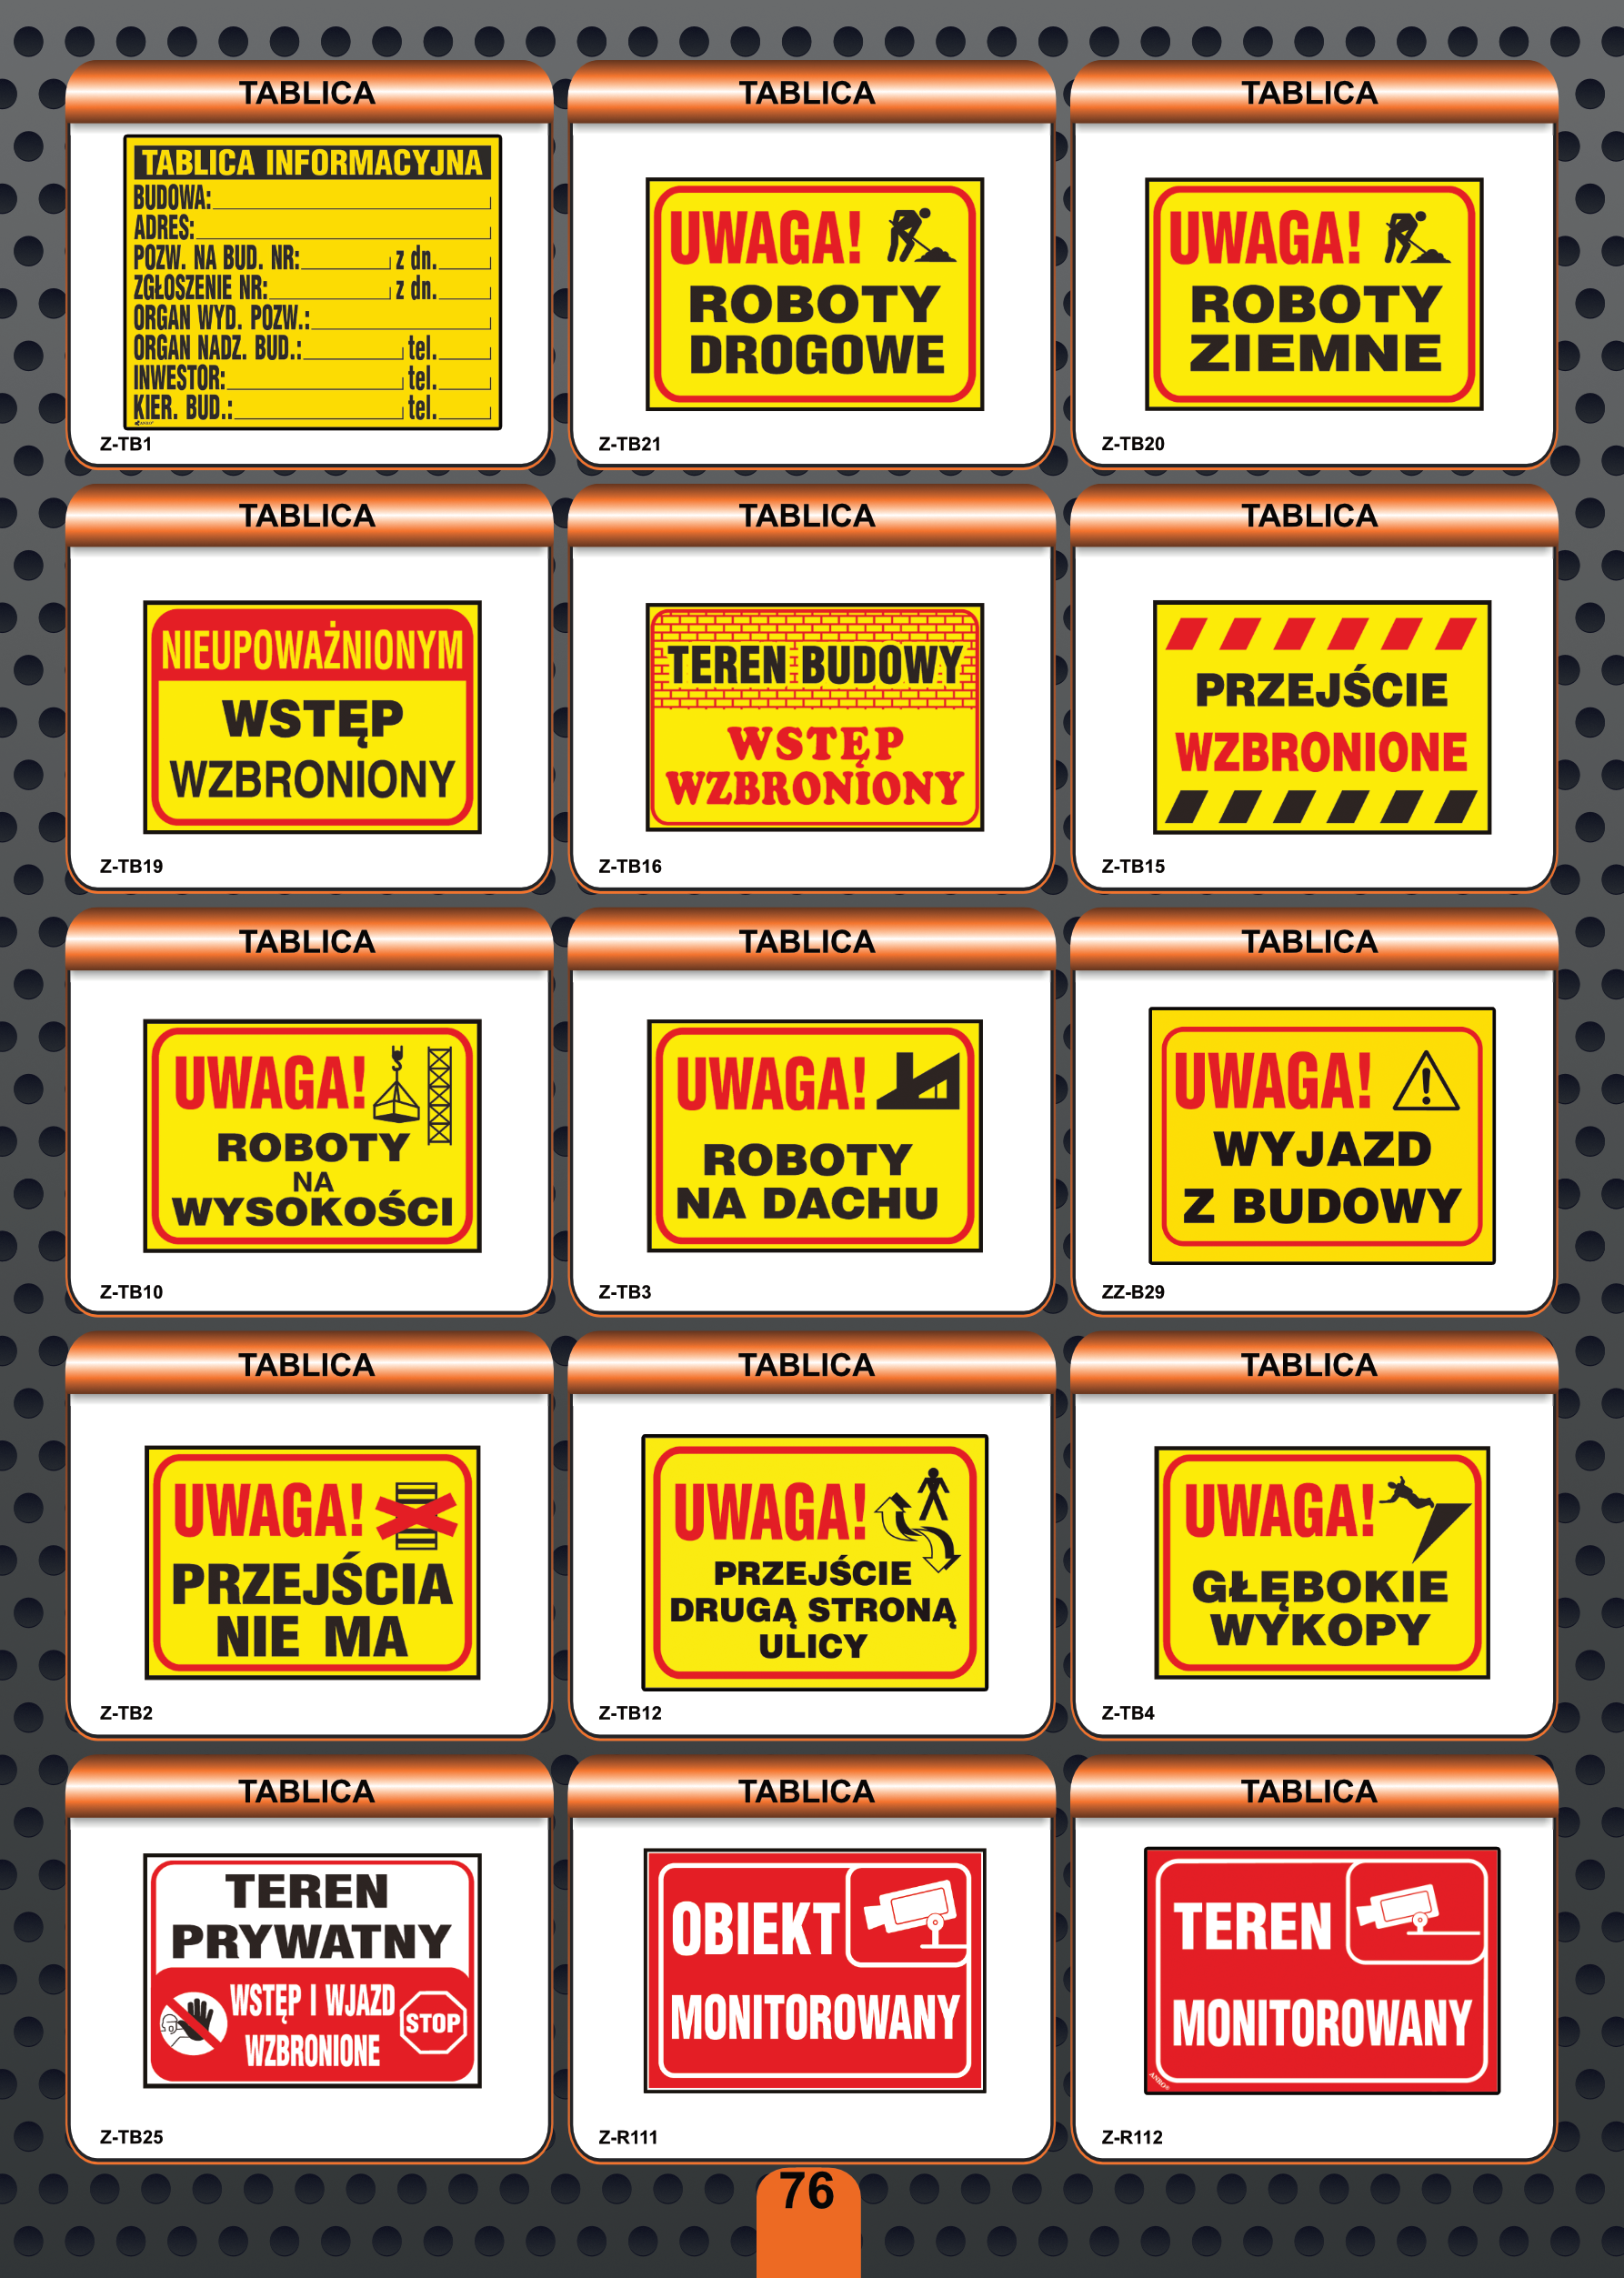 TABLICA
TABLICA INFORMACYJNA
BUDOWA:
ADRES:
POZW. NA BUD. NR: z dn.
ZGŁOSZENIE NR: z dn.
ORGAN WYD. POZW.:
ORGAN NADZ. BUD.: tel.
INWESTOR: tel.
KIER. BUD.: tel.
Z-TB1
TABLICA
UWAGA!
ROBOTY
DROGOWE
Z-TB21
TABLICA
UWAGA!
ROBOTY
ZIEMNE
Z-TB20
TABLICA
NIEUPOWAŻNIONYM
WSTĘP
WZBRONIONY
Z-TB19
TABLICA
TEREN BUDOWY
WSTĘP
WZBRONIONY
Z-TB16
TABLICA
PRZEJŚCIE
WZBRONIONE
Z-TB15
TABLICA
UWAGA!
ROBOTY
NA
WYSOKOŚCI
Z-TB10
TABLICA
UWAGA!
ROBOTY
NA DACHU
Z-TB3
TABLICA
UWAGA!
WYJAZD
Z BUDOWY
ZZ-B29
TABLICA
UWAGA!
PRZEJŚCIA
NIE MA
Z-TB2
TABLICA
UWAGA!
PRZEJŚCIE
DRUGĄ STRONĄ
ULICY
Z-TB12
TABLICA
UWAGA!
GŁĘBOKIE
WYKOPY
Z-TB4
TABLICA
TEREN
PRYWATNY
WSTĘP I WJAZD
WZBRONIONE
STOP
Z-TB25
TABLICA
OBIEKT
MONITOROWANY
Z-R111
TABLICA
TEREN
MONITOROWANY
ANBO®
Z-R112
76